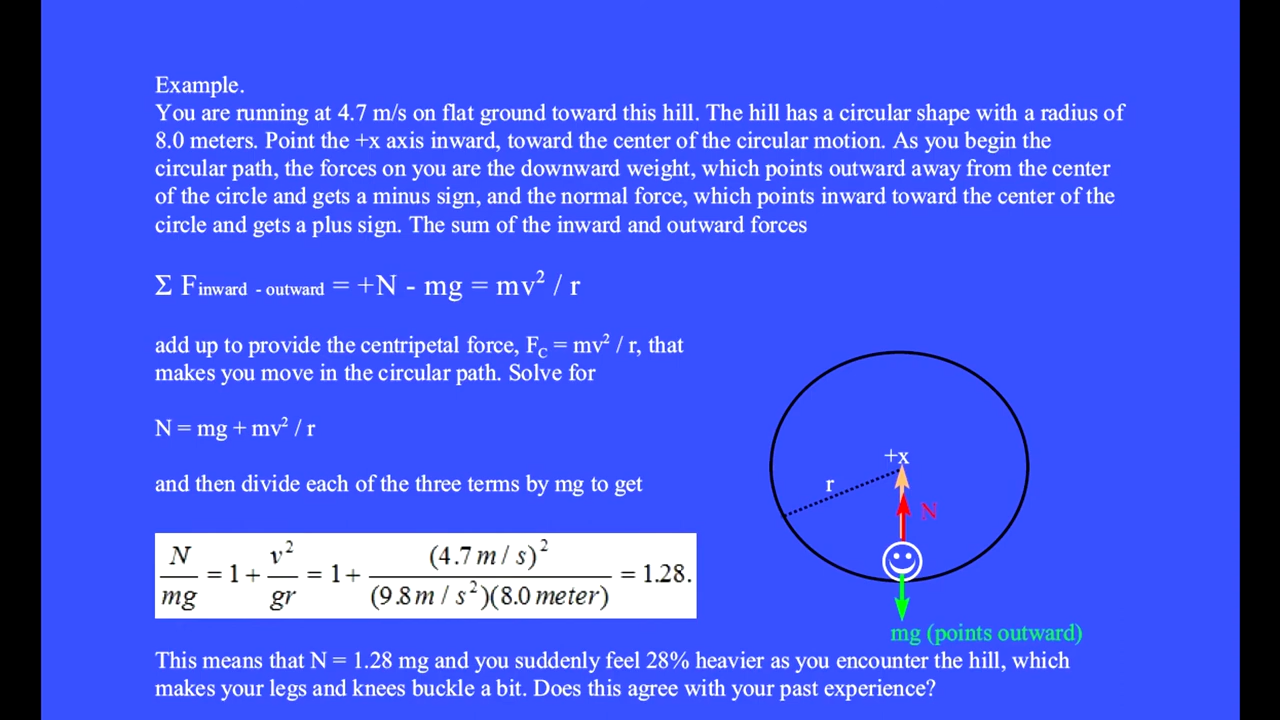 Example.
You are running at 4.7 m/s on flat ground toward this hill. The hill has a circular shape with a radius of
8.0 meters. Point the +x axis inward, toward the center of the circular motion. As you begin the
circular path, the forces on you are the downward weight, which points outward away from the center
of the circle and gets a minus sign, and the normal force, which points inward toward the center of the
circle and gets a plus sign. The sum of the inward and outward forces
Σ F_inward - outward = +N - mg = mv² / r
add up to provide the centripetal force, F_C = mv² / r, that
makes you move in the circular path. Solve for
N = mg + mv² / r
and then divide each of the three terms by mg to get
N/mg = 1 + v²/gr = 1 + (4.7 m / s)²/(9.8 m / s²)(8.0 meter) = 1.28.
+x
r
N
mg (points outward)
This means that N = 1.28 mg and you suddenly feel 28% heavier as you encounter the hill, which
makes your legs and knees buckle a bit. Does this agree with your past experience?